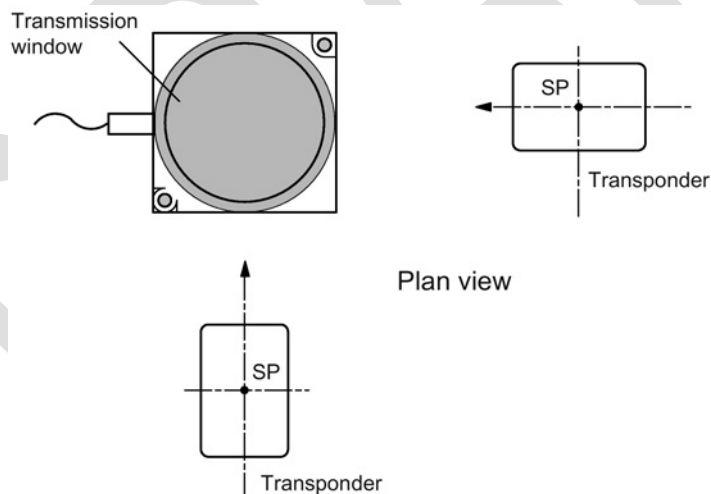 Transmission
window
SP
Transponder
Plan view
SP
Transponder